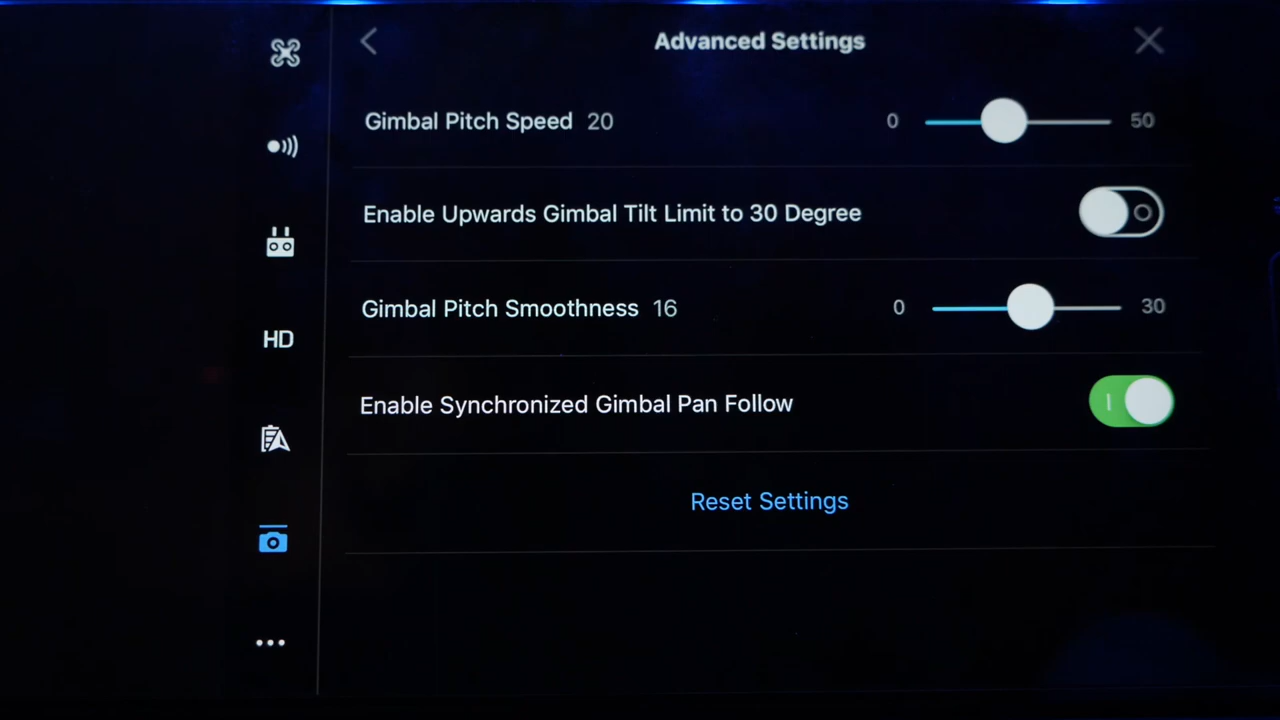 Advanced Settings
Gimbal Pitch Speed 20 0 50
Enable Upwards Gimbal Tilt Limit to 30 Degree
Gimbal Pitch Smoothness 16 0 30
HD
Enable Synchronized Gimbal Pan Follow
Reset Settings